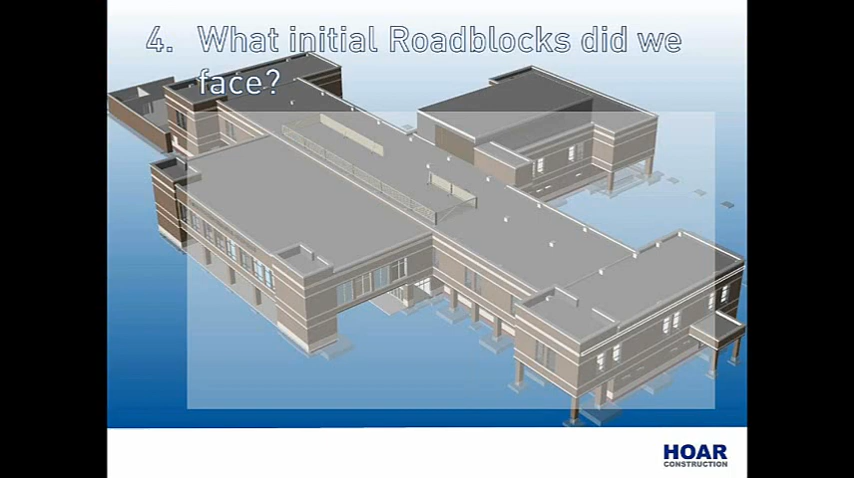 4. What initial Roadblocks did we
face?
HOAR
CONSTRUCTION